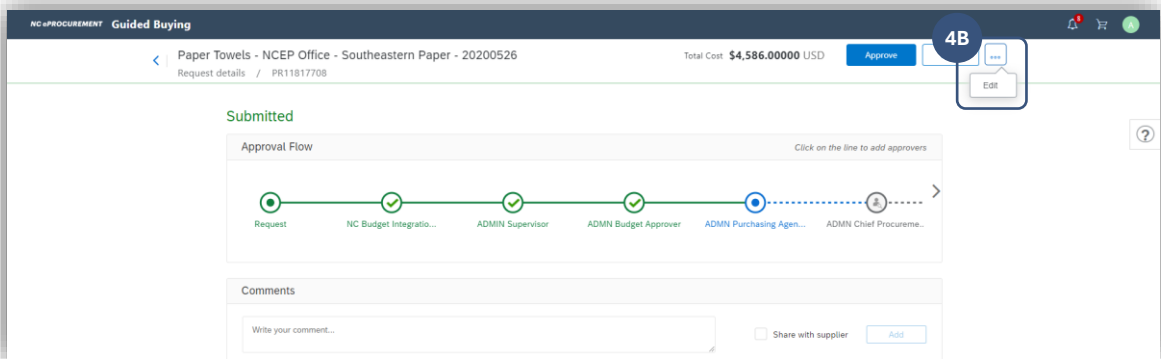 NC ePROCUREMENT Guided Buying
8
A
4B
Paper Towels - NCEP Office - Southeastern Paper - 20200526
Total Cost $4,586.00000 USD
Approve
...
Request details / PR11817708
Edit
Submitted
?
Approval Flow
Click on the line to add approvers
Request
NC Budget Integratio...
ADMIN Supervisor
ADMN Budget Approver
ADMN Purchasing Agen...
ADMN Chief Procureme..
Comments
Write your comment...
Share with supplier
Add